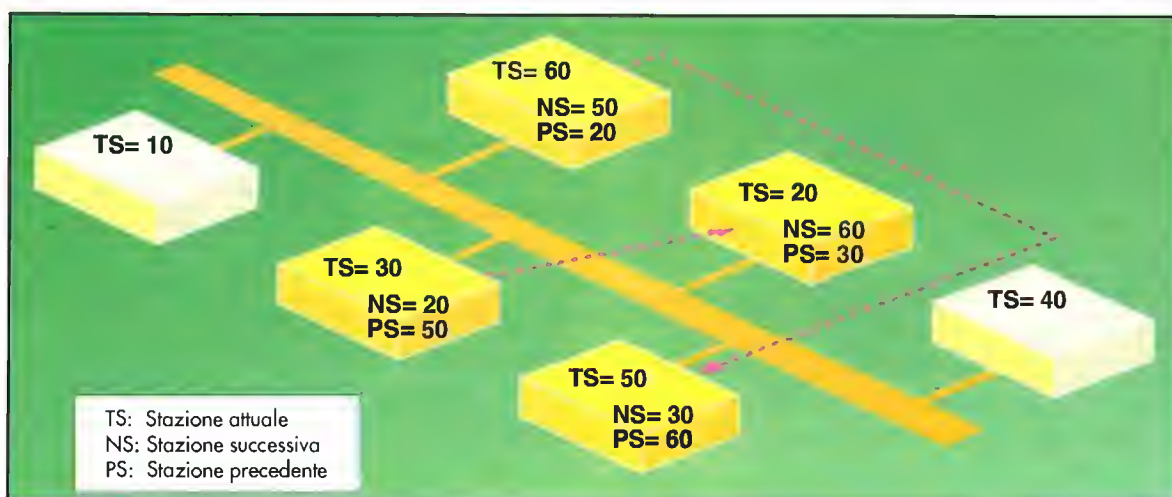 TS= 60
NS= 50
PS= 20
TS= 10
TS= 20
NS= 60
PS= 30
TS= 30
NS= 20
PS= 50
TS= 40
TS= 50
NS= 30
PS= 60
TS: Stazione attuale
NS: Stazione successiva
PS: Stazione precedente